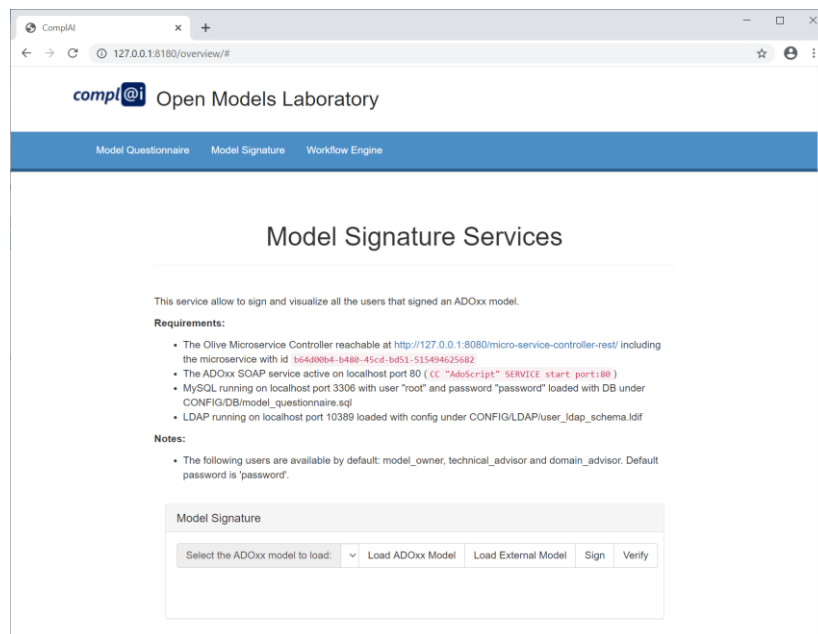 ComplAI
127.0.0.1:8180/overview/#
compl@i Open Models Laboratory
Model Questionnaire Model Signature Workflow Engine
Model Signature Services
This service allow to sign and visualize all the users that signed an ADOxx model.
Requirements:
• The Olive Microservice Controller reachable at http://127.0.0.1:8080/micro-service-controller-rest/ including
the microservice with id b64d00b4-b480-45cd-bd51-515494625682
• The ADOxx SOAP service active on localhost port 80 ( CC "AdoScript" SERVICE start port:80 )
• MySQL running on localhost port 3306 with user "root" and password "password" loaded with DB under
CONFIG/DB/model_questionnaire.sql
• LDAP running on localhost port 10389 loaded with config under CONFIG/LDAP/user_ldap_schema.ldif
Notes:
• The following users are available by default: model_owner, technical_advisor and domain_advisor. Default
password is 'password'.
Model Signature
Select the ADOxx model to load: Load ADOxx Model Load External Model Sign Verify